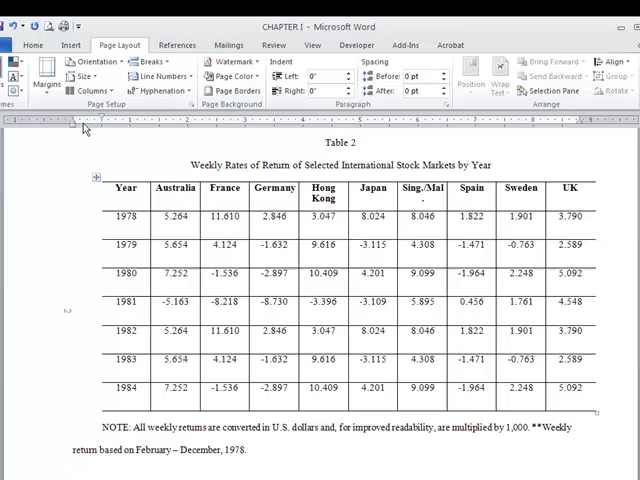 CHAPTER I - Microsoft Word
Home Insert Page Layout References Mailings Review View Developer Add-Ins Acrobat
Orientation Breaks Watermark Indent Spacing Bring Forward Align
Margins Size Line Numbers Page Color Left: 0" Before: 0 pt Position Wrap Text Send Backward Group
Columns Hyphenation Page Borders Right: 0" After: 0 pt Selection Pane Rotate
mes Page Setup Page Background Paragraph Arrange
1 1 2 3 4 5 6 7 8 9
Table 2
Weekly Rates of Return of Selected International Stock Markets by Year
Year Australia France Germany Hong Kong Japan Sing./Mal. Spain Sweden UK
1978 5.264 11.610 2.846 3.047 8.024 8.046 1.822 1.901 3.790
1979 5.654 4.124 -1.632 9.616 -3.115 4.308 -1.471 -0.763 2.589
1980 7.252 -1.536 -2.897 10.409 4.201 9.099 -1.964 2.248 5.092
1981 -5.163 -8.218 -8.730 -3.396 -3.109 5.895 0.456 1.761 4.548
2
1982 5.264 11.610 2.846 3.047 8.024 8.046 1.822 1.901 3.790
1983 5.654 4.124 -1.632 9.616 -3.115 4.308 -1.471 -0.763 2.589
1984 7.252 -1.536 -2.897 10.409 4.201 9.099 -1.964 2.248 5.092
NOTE: All weekly returns are converted in U.S. dollars and, for improved readability, are multiplied by 1,000. **Weekly
return based on February – December, 1978.